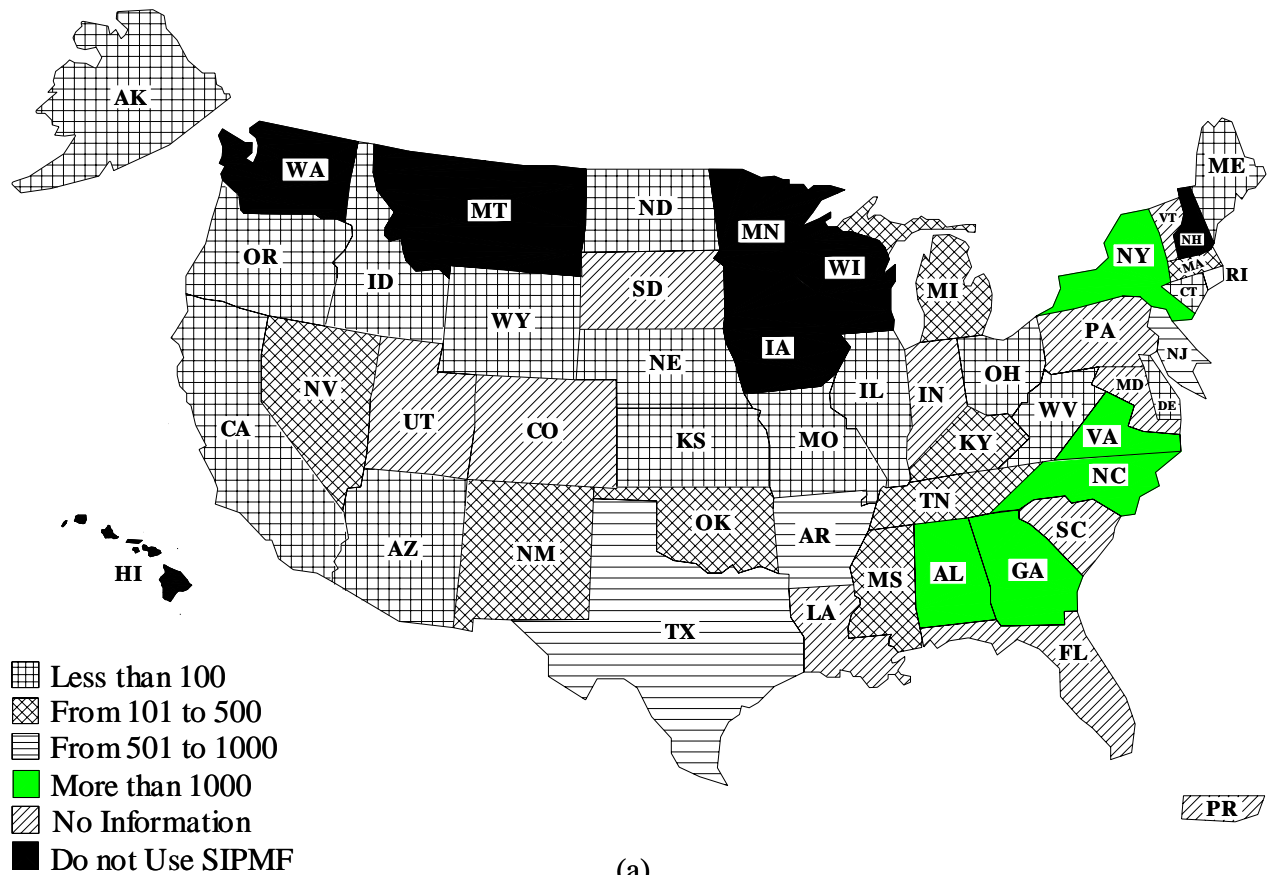 AK
WA
MT
ND
MN
WI
MI
ME
VT
NH
NY
MA
RI
CT
OR
ID
WY
SD
IA
NE
PA
NJ
NV
UT
CO
CA
KS
MO
IL
IN
OH
WV
MD
DE
VA
KY
NC
TN
SC
AZ
NM
OK
AR
MS
AL
GA
LA
TX
FL
HI
PR
Less than 100
From 101 to 500
From 501 to 1000
More than 1000
No Information
Do not Use SIPMF
(a)